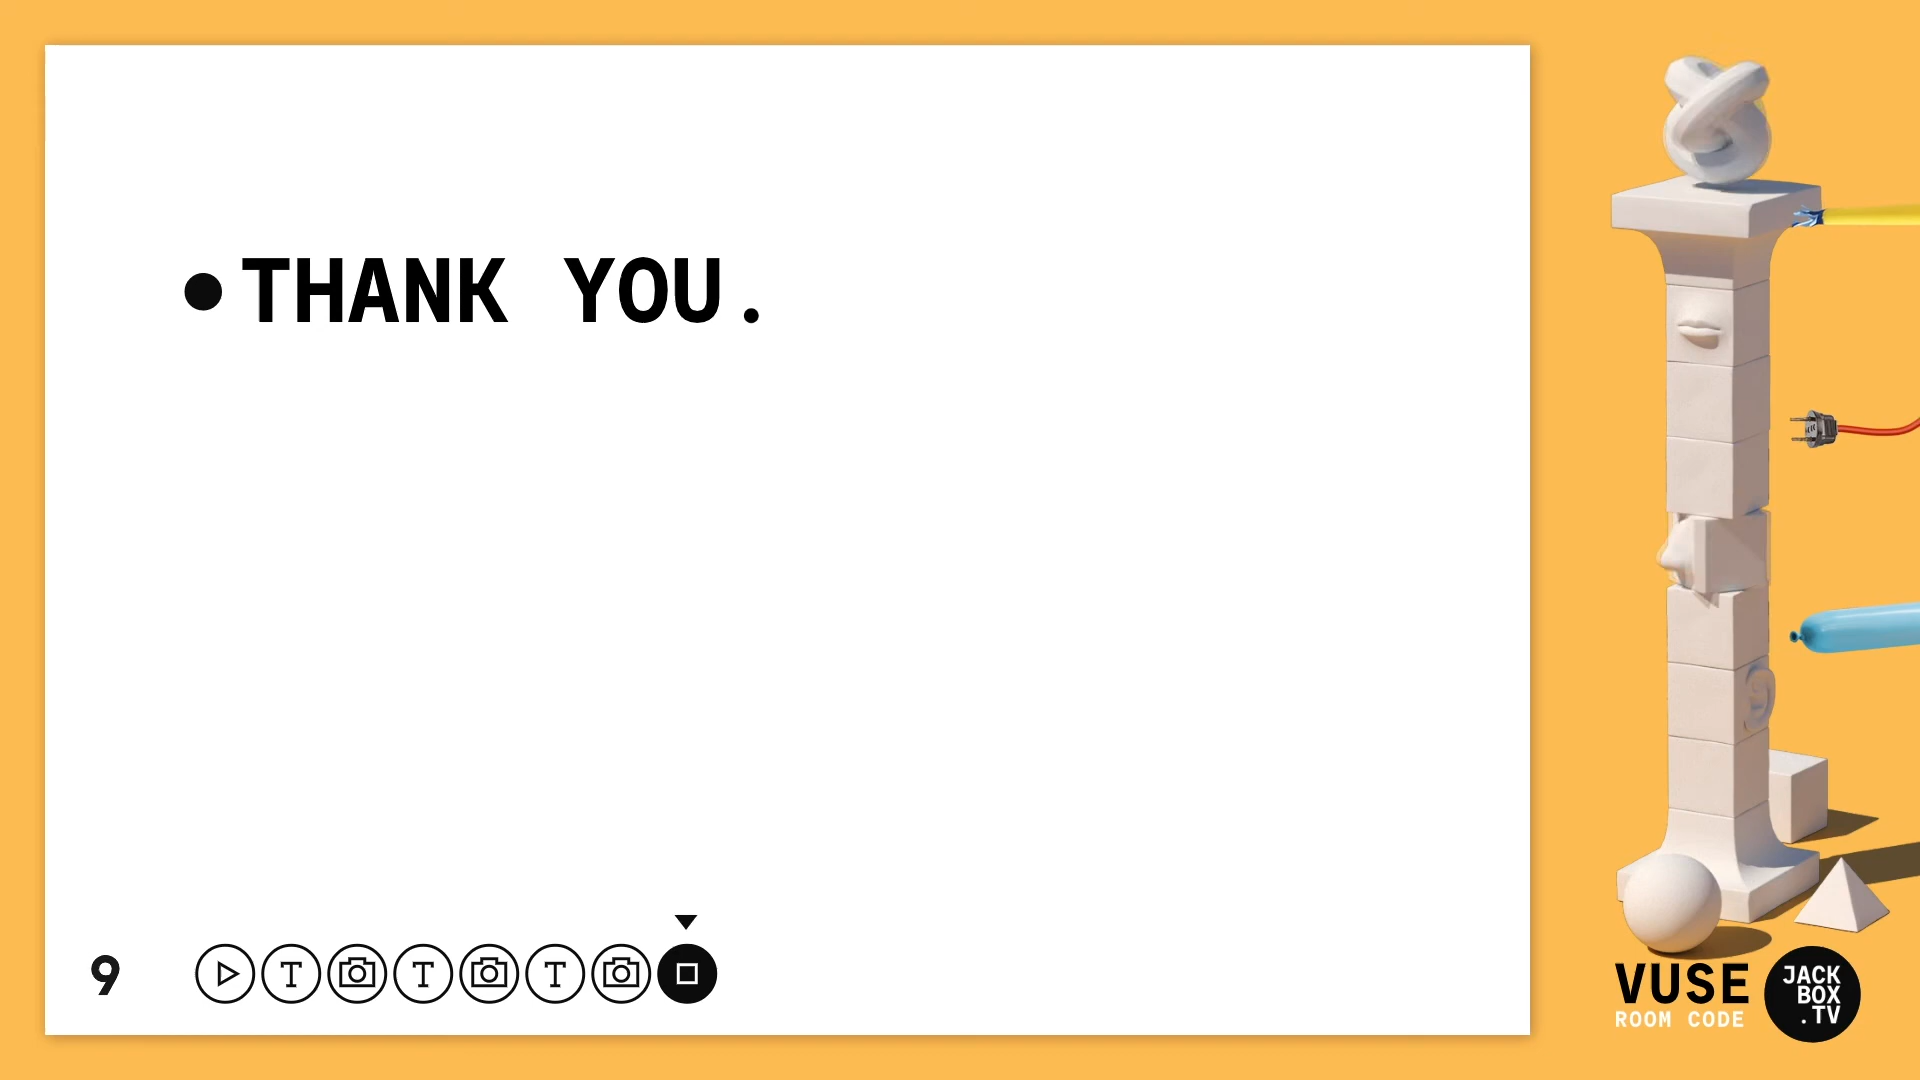 • THANK YOU.
9
T T T
VUSE
ROOM CODE
JACK
BOX
.TV